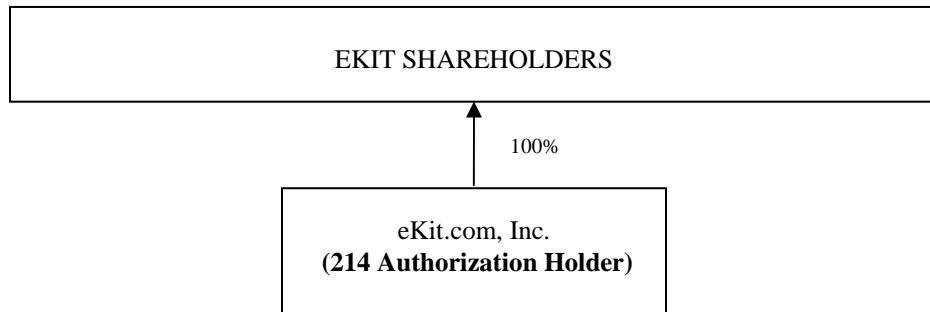 EKIT SHAREHOLDERS
100%
eKit.com, Inc.
(214 Authorization Holder)